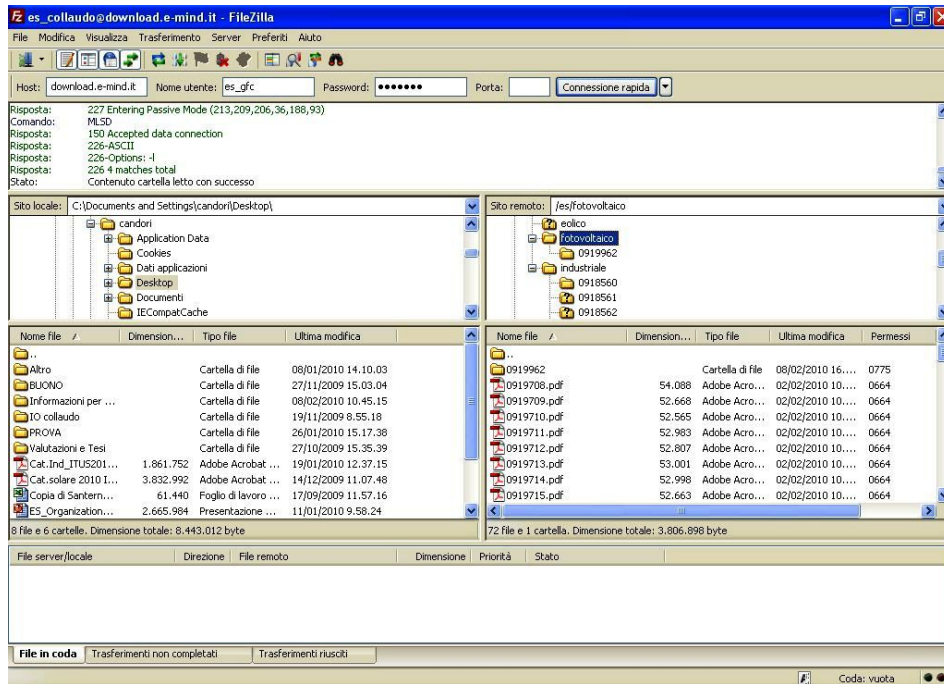 es_collaudo@download.e-mind.it - FileZilla
File Modifica Visualizza Trasferimento Server Preferiti Aiuto
Host: download.e-mind.it Nome utente: es_gfc Password: ●●●●●●● Porta: Connessione rapida
Risposta: 227 Entering Passive Mode (213,209,206,36,188,93)
Comando: MLSD
Risposta: 150 Accepted data connection
Risposta: 226-ASCII
Risposta: 226-Options: -l
Risposta: 226 4 matches total
Stato: Contenuto cartella letto con successo
Sito locale: C:\Documents and Settings\candori\Desktop\
candori
Application Data
Cookies
Dati applicazioni
Desktop
Documenti
IECompatCache
Sito remoto: /es/fotovoltaico
eolico
fotovoltaico
0919962
industriale
0918560
0918561
0918562
Nome file Dimension... Tipo file Ultima modifica
..
Altro Cartella di file 08/01/2010 14.10.03
BUONO Cartella di file 27/11/2009 15.03.04
Informazioni per ... Cartella di file 08/02/2010 10.45.15
IO collaudo Cartella di file 19/11/2009 8.55.18
PROVA Cartella di file 26/01/2010 15.17.38
Valutazioni e Tesi Cartella di file 27/10/2009 15.35.39
Cat.Ind_ITUS201... 1.861.752 Adobe Acrobat ... 19/01/2010 12.37.15
Cat.solare 2010 I... 3.832.992 Adobe Acrobat ... 14/12/2009 11.07.48
Copia di Santern... 61.440 Foglio di lavoro ... 17/09/2009 11.57.16
ES_Organization... 2.665.984 Presentazione ... 11/01/2010 9.58.24
8 file e 6 cartelle. Dimensione totale: 8.443.012 byte
Nome file Dimension... Tipo file Ultima modifica Permessi
..
0919962 Cartella di file 08/02/2010 16.... 0775
0919708.pdf 54.088 Adobe Acro... 02/02/2010 10.... 0664
0919709.pdf 52.668 Adobe Acro... 02/02/2010 10.... 0664
0919710.pdf 52.565 Adobe Acro... 02/02/2010 10.... 0664
0919711.pdf 52.983 Adobe Acro... 02/02/2010 10.... 0664
0919712.pdf 52.807 Adobe Acro... 02/02/2010 10.... 0664
0919713.pdf 53.001 Adobe Acro... 02/02/2010 10.... 0664
0919714.pdf 52.998 Adobe Acro... 02/02/2010 10.... 0664
0919715.pdf 52.663 Adobe Acro... 02/02/2010 10.... 0664
72 file e 1 cartella. Dimensione totale: 3.806.898 byte
File server/locale Direzione File remoto Dimensione Priorità Stato
File in coda Trasferimenti non completati Trasferimenti riusciti
Coda: vuota